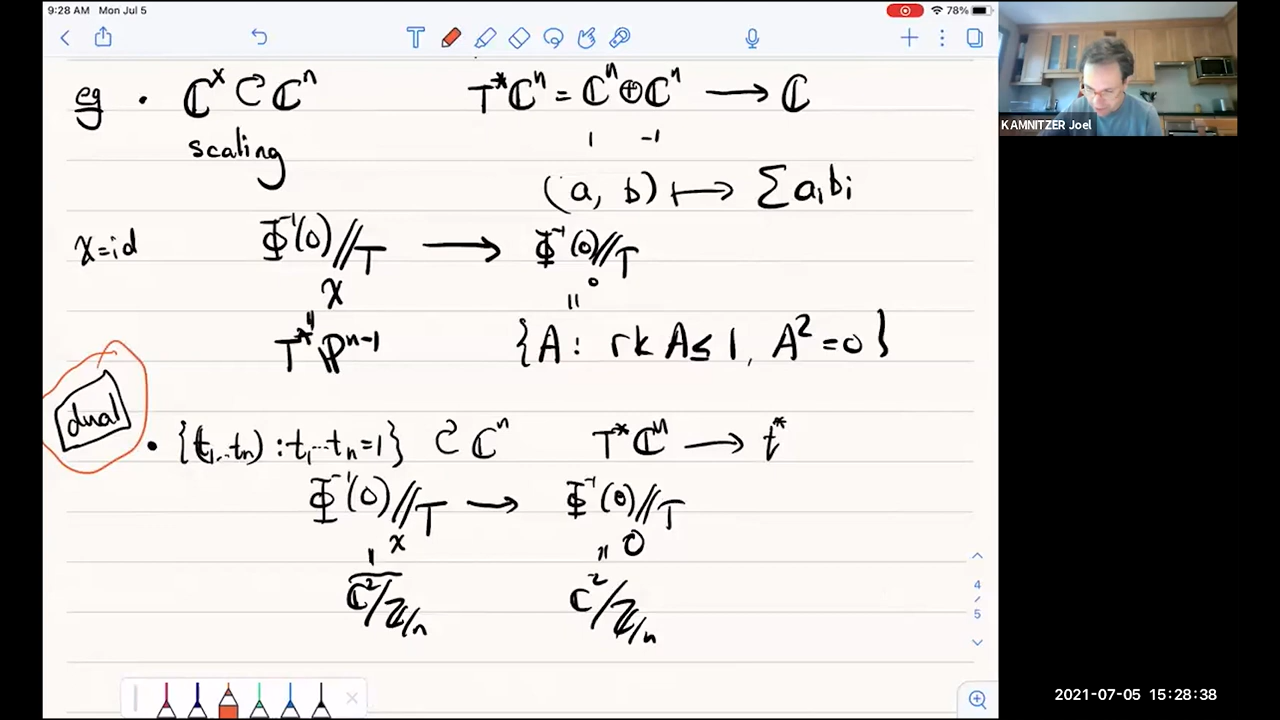 9:28 AM Mon Jul 5
78%
eg . ℂˣ ⊂ ℂⁿ T*ℂⁿ = ℂⁿ ⊕ ℂⁿ ⟶ ℂ
scaling 1 -1
(a, b) ⟼ Σ aᵢbᵢ
χ=id Φ⁻¹(0)//T ⟶ Φ⁻¹(0)//T
χ 0
" "
T*ℙⁿ⁻¹ {A : rk A ≤ 1, A² = 0}
dual
• {t₁...tₙ) : t₁...tₙ=1} ⊂ ℂⁿ T*ℂⁿ ⟶ t*
Φ⁻¹(0)//T ⟶ Φ⁻¹(0)//T
χ 0
ℂ²/ℤ/n ℂ²/ℤ/n
4
/
5
KAMNITZER Joel
2021-07-05 15:28:38